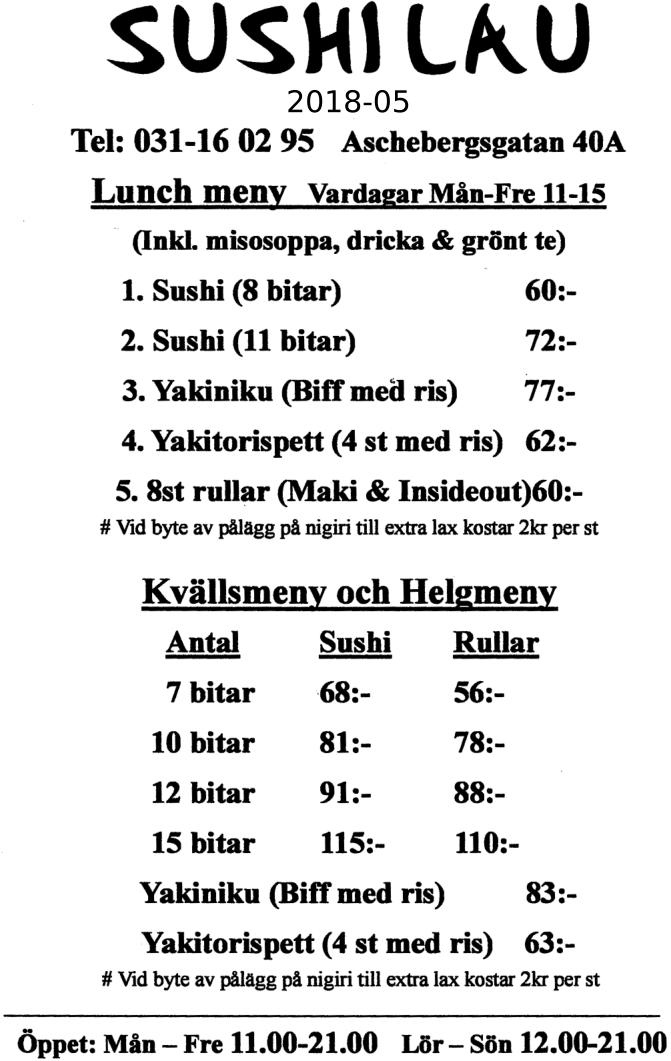 SUSHI LAU
2018-05
Tel: 031-16 02 95 Aschebergsgatan 40A
Lunch meny Vardagar Mån-Fre 11-15
(Inkl. misosoppa, dricka & grönt te)
1. Sushi (8 bitar) 60:-
2. Sushi (11 bitar) 72:-
3. Yakiniku (Biff med ris) 77:-
4. Yakitorispett (4 st med ris) 62:-
5. 8st rullar (Maki & Insideout)60:-
# Vid byte av pålägg på nigiri till extra lax kostar 2kr per st
Kvällsmeny och Helgmeny
Antal Sushi Rullar
7 bitar 68:- 56:-
10 bitar 81:- 78:-
12 bitar 91:- 88:-
15 bitar 115:- 110:-
Yakiniku (Biff med ris) 83:-
Yakitorispett (4 st med ris) 63:-
# Vid byte av pålägg på nigiri till extra lax kostar 2kr per st
Öppet: Mån – Fre 11.00-21.00 Lör – Sön 12.00-21.00